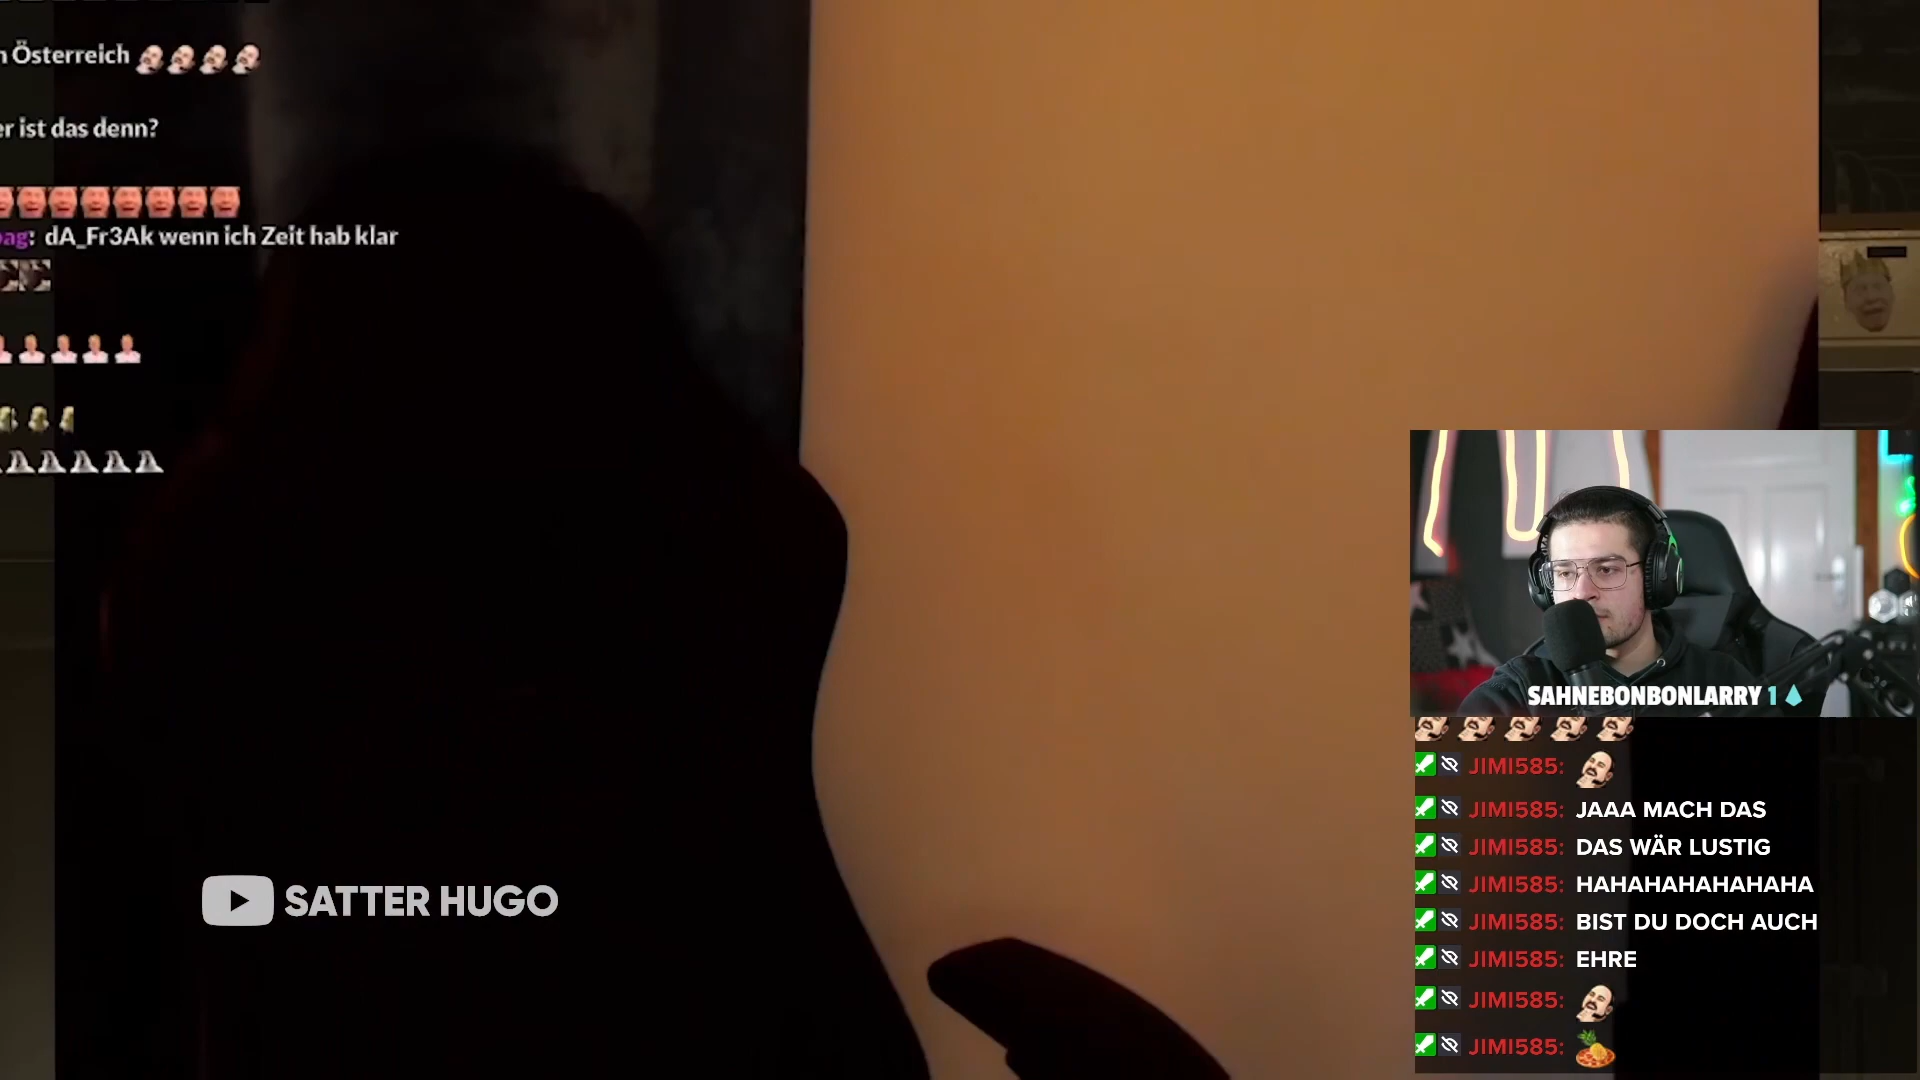 Österreich
ist das denn?
dA_Fr3Ak wenn ich Zeit hab klar
SATTER HUGO
SAHNEBONBONLARRY 1
JIMI585:
JIMI585: JAAA MACH DAS
JIMI585: DAS WÄR LUSTIG
JIMI585: HAHAHAHAHAHAHA
JIMI585: BIST DU DOCH AUCH
JIMI585: EHRE
JIMI585:
JIMI585: